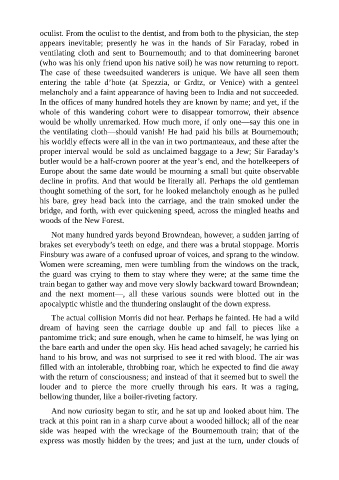 oculist. From the oculist to the dentist, and from both to the physician, the step
appears inevitable; presently he was in the hands of Sir Faraday, robed in
ventilating cloth and sent to Bournemouth; and to that domineering baronet
(who was his only friend upon his native soil) he was now returning to report.
The case of these tweedsuited wanderers is unique. We have all seen them
entering the table d’hote (at Spezzia, or Grdtz, or Venice) with a genteel
melancholy and a faint appearance of having been to India and not succeeded.
In the offices of many hundred hotels they are known by name; and yet, if the
whole of this wandering cohort were to disappear tomorrow, their absence
would be wholly unremarked. How much more, if only one—say this one in
the ventilating cloth—should vanish! He had paid his bills at Bournemouth;
his worldly effects were all in the van in two portmanteaux, and these after the
proper interval would be sold as unclaimed baggage to a Jew; Sir Faraday’s
butler would be a half-crown poorer at the year’s end, and the hotelkeepers of
Europe about the same date would be mourning a small but quite observable
decline in profits. And that would be literally all. Perhaps the old gentleman
thought something of the sort, for he looked melancholy enough as he pulled
his bare, grey head back into the carriage, and the train smoked under the
bridge, and forth, with ever quickening speed, across the mingled heaths and
woods of the New Forest.
Not many hundred yards beyond Browndean, however, a sudden jarring of
brakes set everybody’s teeth on edge, and there was a brutal stoppage. Morris
Finsbury was aware of a confused uproar of voices, and sprang to the window.
Women were screaming, men were tumbling from the windows on the track,
the guard was crying to them to stay where they were; at the same time the
train began to gather way and move very slowly backward toward Browndean;
and the next moment—, all these various sounds were blotted out in the
apocalyptic whistle and the thundering onslaught of the down express.
The actual collision Morris did not hear. Perhaps he fainted. He had a wild
dream of having seen the carriage double up and fall to pieces like a
pantomime trick; and sure enough, when he came to himself, he was lying on
the bare earth and under the open sky. His head ached savagely; he carried his
hand to his brow, and was not surprised to see it red with blood. The air was
filled with an intolerable, throbbing roar, which he expected to find die away
with the return of consciousness; and instead of that it seemed but to swell the
louder and to pierce the more cruelly through his ears. It was a raging,
bellowing thunder, like a boiler-riveting factory.
And now curiosity began to stir, and he sat up and looked about him. The
track at this point ran in a sharp curve about a wooded hillock; all of the near
side was heaped with the wreckage of the Bournemouth train; that of the
express was mostly hidden by the trees; and just at the turn, under clouds of